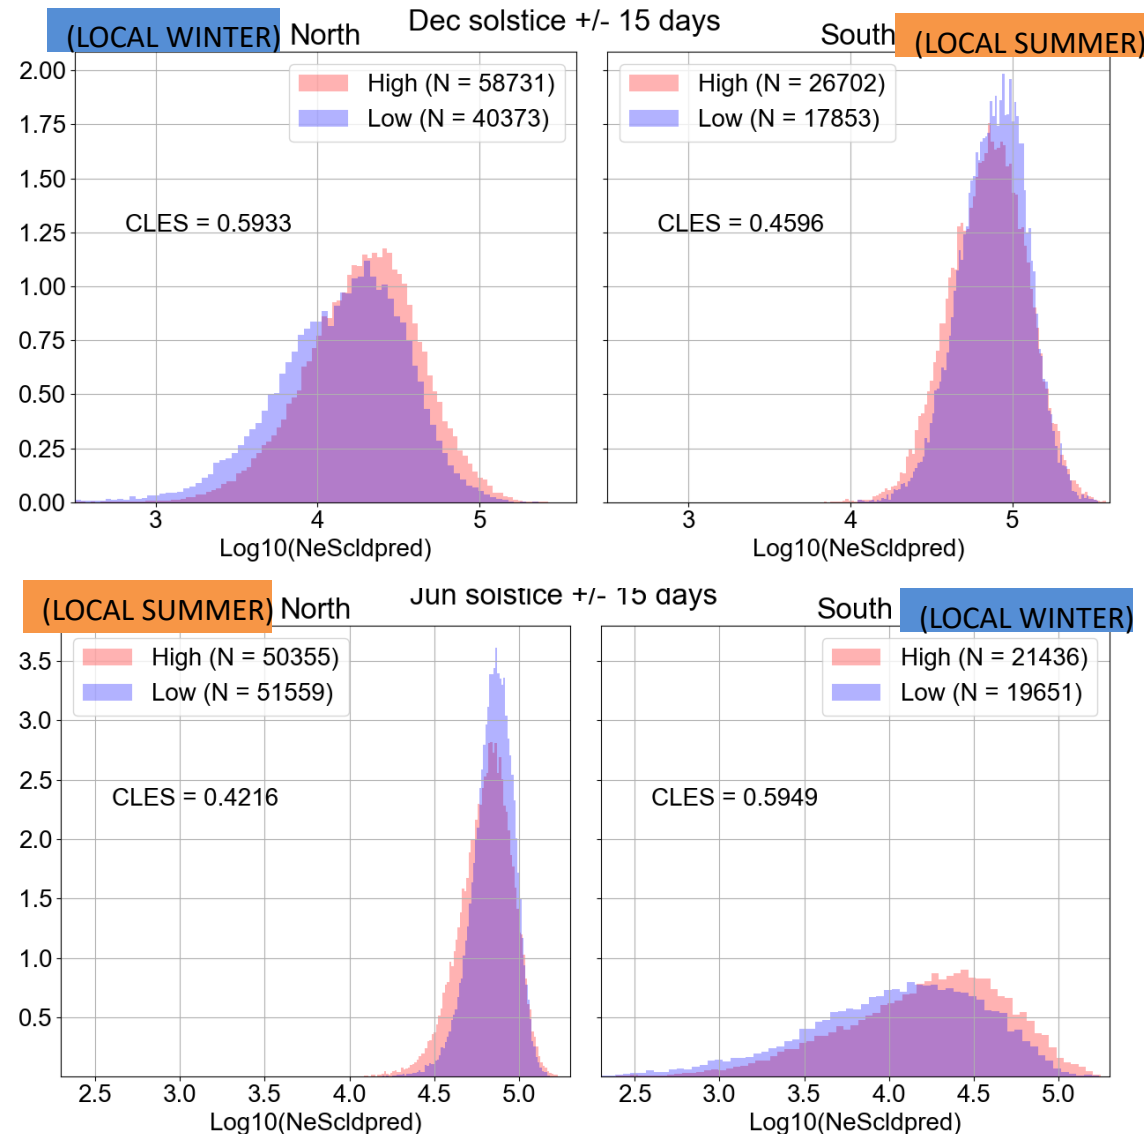 Dec solstice +/- 15 days
(LOCAL WINTER) North
South (LOCAL SUMMER)
High (N = 58731)
Low (N = 40373)
High (N = 26702)
Low (N = 17853)
CLES = 0.5933
CLES = 0.4596
2.00
1.75
1.50
1.25
1.00
0.75
0.50
0.25
0.00
3 4 5
3 4 5
Log10(NeScldpred)
Log10(NeScldpred)
Jun solstice +/- 15 days
(LOCAL SUMMER) North
South (LOCAL WINTER)
High (N = 50355)
Low (N = 51559)
High (N = 21436)
Low (N = 19651)
CLES = 0.4216
CLES = 0.5949
3.5
3.0
2.5
2.0
1.5
1.0
0.5
2.5 3.0 3.5 4.0 4.5 5.0
2.5 3.0 3.5 4.0 4.5 5.0
Log10(NeScldpred)
Log10(NeScldpred)